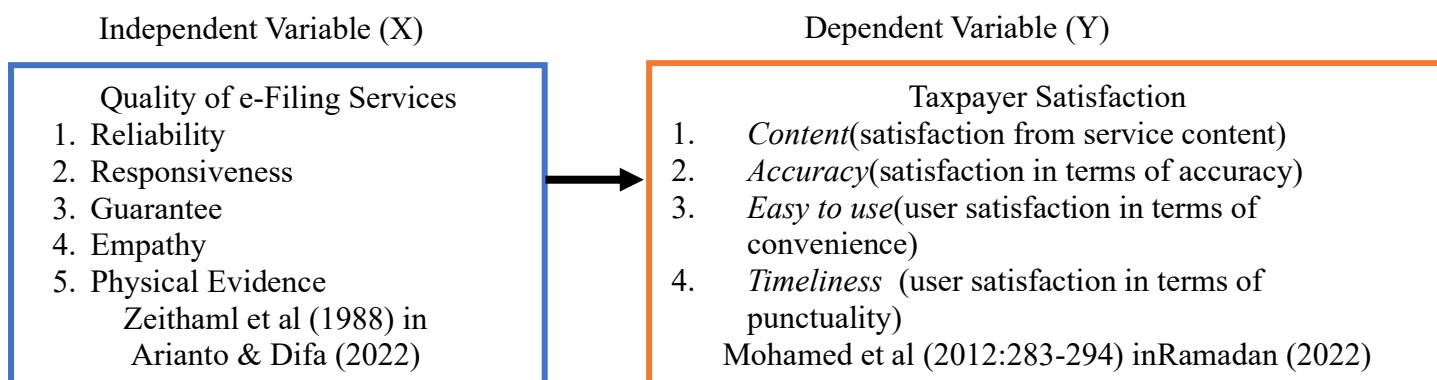 Independent Variable (X)
Dependent Variable (Y)
Quality of e-Filing Services
1. Reliability
2. Responsiveness
3. Guarantee
4. Empathy
5. Physical Evidence
Zeithaml et al (1988) in
Arianto & Difa (2022)
Taxpayer Satisfaction
1. Content(satisfaction from service content)
2. Accuracy(satisfaction in terms of accuracy)
3. Easy to use(user satisfaction in terms of
convenience)
4. Timeliness (user satisfaction in terms of
punctuality)
Mohamed et al (2012:283-294) inRamadan (2022)